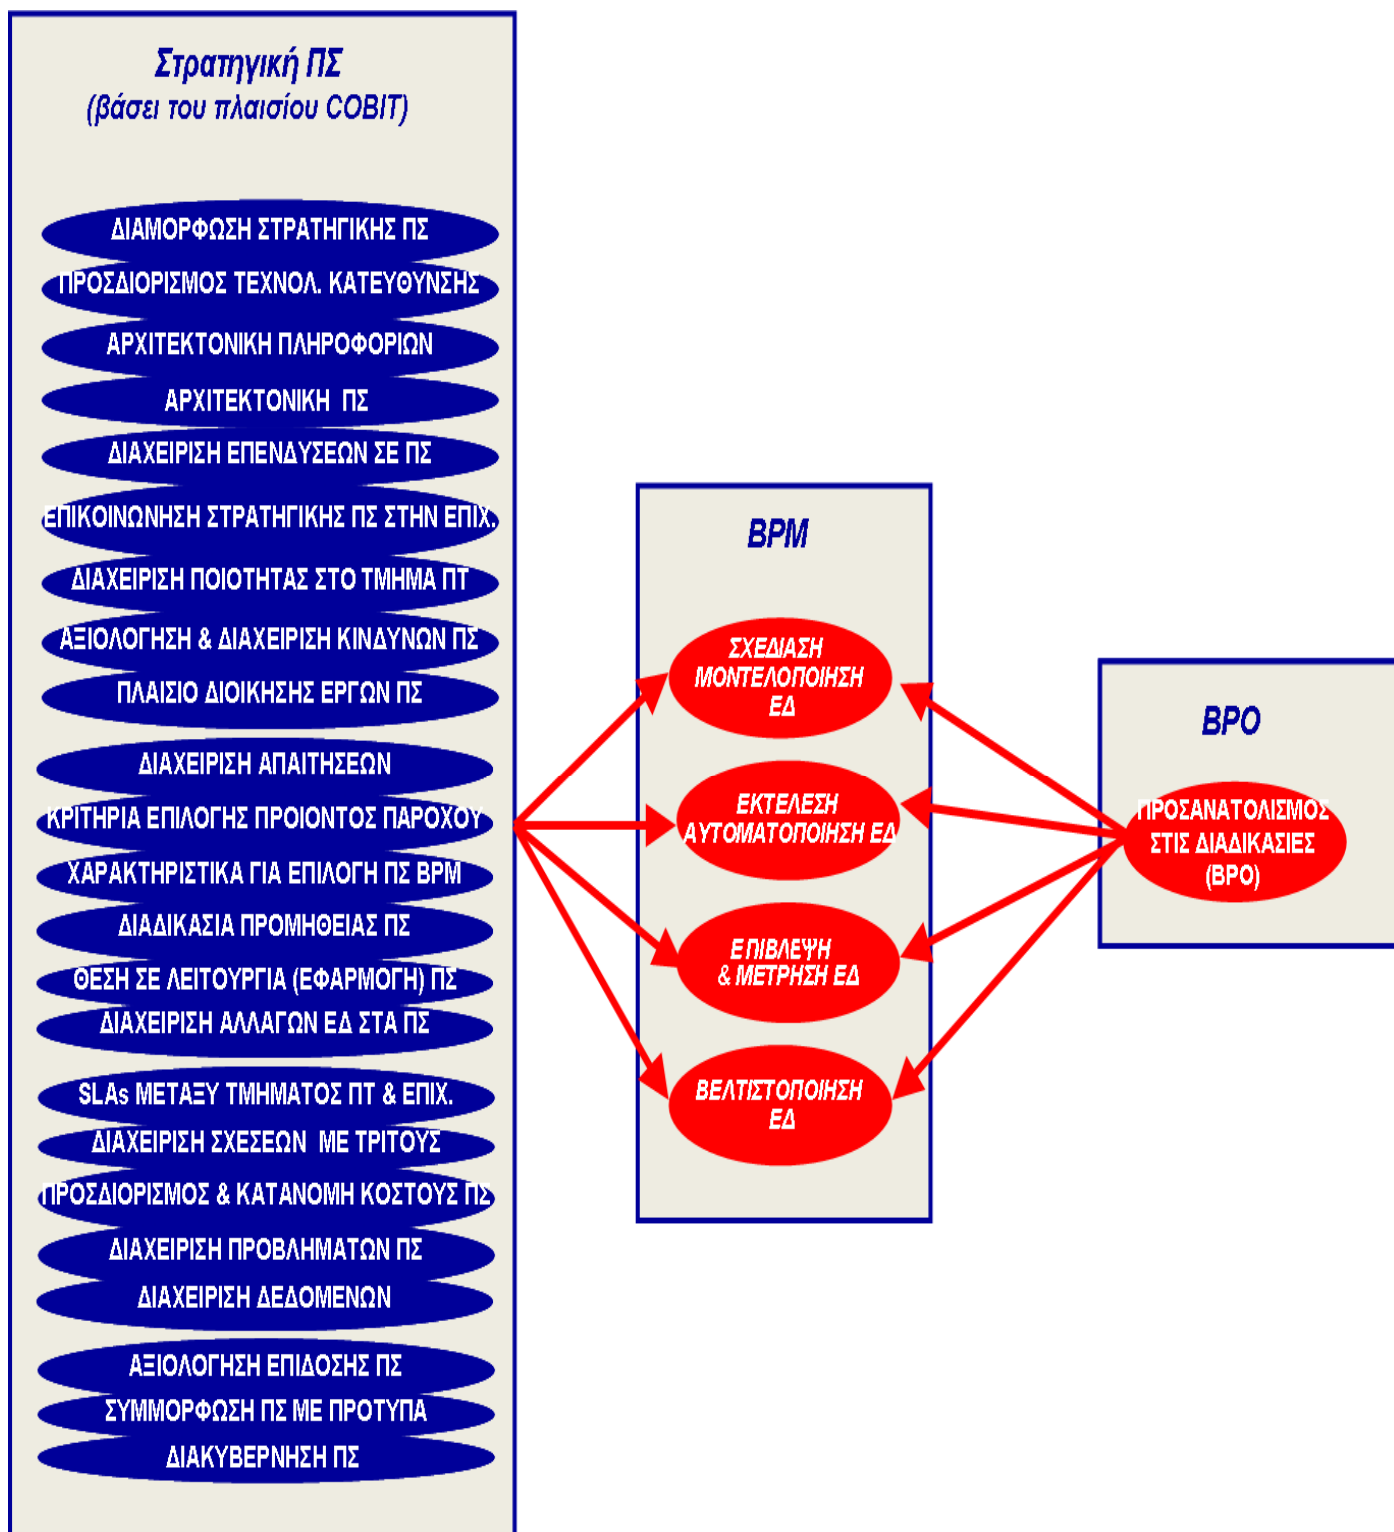 Στρατηγική ΠΣ
(βάσει του πλαισίου COBIT)
ΔΙΑΜΟΡΦΩΣΗ ΣΤΡΑΤΗΓΙΚΗΣ ΠΣ
ΠΡΟΣΔΙΟΡΙΣΜΟΣ ΤΕΧΝΟΛ. ΚΑΤΕΥΘΥΝΣΗΣ
ΑΡΧΙΤΕΚΤΟΝΙΚΗ ΠΛΗΡΟΦΟΡΙΩΝ
ΑΡΧΙΤΕΚΤΟΝΙΚΗ ΠΣ
ΔΙΑΧΕΙΡΙΣΗ ΕΠΕΝΔΥΣΕΩΝ ΣΕ ΠΣ
ΕΠΙΚΟΙΝΩΝΗΣΗ ΣΤΡΑΤΗΓΙΚΗΣ ΠΣ ΣΤΗΝ ΕΠΙΧ.
ΔΙΑΧΕΙΡΙΣΗ ΠΟΙΟΤΗΤΑΣ ΣΤΟ ΤΜΗΜΑ ΠΤ
ΑΞΙΟΛΟΓΗΣΗ & ΔΙΑΧΕΙΡΙΣΗ ΚΙΝΔΥΝΩΝ ΠΣ
ΠΛΑΙΣΙΟ ΔΙΟΙΚΗΣΗΣ ΕΡΓΩΝ ΠΣ
ΔΙΑΧΕΙΡΙΣΗ ΑΠΑΙΤΗΣΕΩΝ
ΚΡΙΤΗΡΙΑ ΕΠΙΛΟΓΗΣ ΠΡΟΙΟΝΤΟΣ ΠΑΡΟΧΟΥ
ΧΑΡΑΚΤΗΡΙΣΤΙΚΑ ΓΙΑ ΕΠΙΛΟΓΗ ΠΣ BPM
ΔΙΑΔΙΚΑΣΙΑ ΠΡΟΜΗΘΕΙΑΣ ΠΣ
ΘΕΣΗ ΣΕ ΛΕΙΤΟΥΡΓΙΑ (ΕΦΑΡΜΟΓΗ) ΠΣ
ΔΙΑΧΕΙΡΙΣΗ ΑΛΛΑΓΩΝ ΕΔ ΣΤΑ ΠΣ
SLAs ΜΕΤΑΞΥ ΤΜΗΜΑΤΟΣ ΠΤ & ΕΠΙΧ.
ΔΙΑΧΕΙΡΙΣΗ ΣΧΕΣΕΩΝ ΜΕ ΤΡΙΤΟΥΣ
ΠΡΟΣΔΙΟΡΙΣΜΟΣ & ΚΑΤΑΝΟΜΗ ΚΟΣΤΟΥΣ ΠΣ
ΔΙΑΧΕΙΡΙΣΗ ΠΡΟΒΛΗΜΑΤΩΝ ΠΣ
ΔΙΑΧΕΙΡΙΣΗ ΔΕΔΟΜΕΝΩΝ
ΑΞΙΟΛΟΓΗΣΗ ΕΠΙΔΟΣΗΣ ΠΣ
ΣΥΜΜΟΡΦΩΣΗ ΠΣ ΜΕ ΠΡΟΤΥΠΑ
ΔΙΑΚΥΒΕΡΝΗΣΗ ΠΣ
BPM
ΣΧΕΔΙΑΣΗ
ΜΟΝΤΕΛΟΠΟΙΗΣΗ
ΕΔ
ΕΚΤΕΛΕΣΗ
ΑΥΤΟΜΑΤΟΠΟΙΗΣΗ ΕΔ
ΕΠΙΒΛΕΨΗ
& ΜΕΤΡΗΣΗ ΕΔ
ΒΕΛΤΙΣΤΟΠΟΙΗΣΗ
ΕΔ
BPO
ΠΡΟΣΑΝΑΤΟΛΙΣΜΟΣ
ΣΤΙΣ ΔΙΑΔΙΚΑΣΙΕΣ
(BPO)